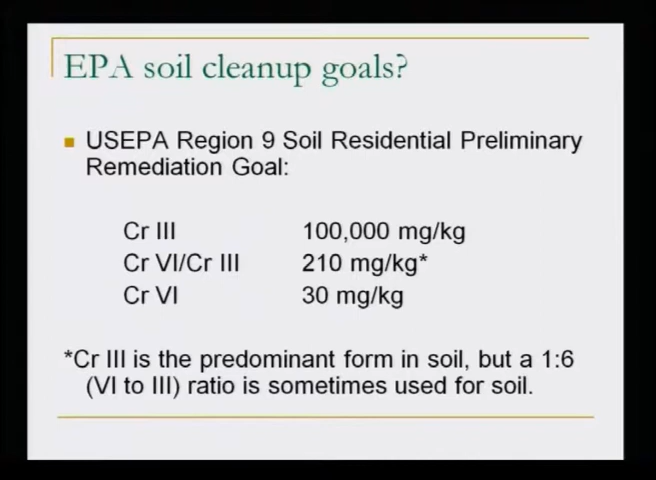 EPA soil cleanup goals?
USEPA Region 9 Soil Residential Preliminary
Remediation Goal:
Cr III 100,000 mg/kg
Cr VI/Cr III 210 mg/kg*
Cr VI 30 mg/kg
*Cr III is the predominant form in soil, but a 1:6
(VI to III) ratio is sometimes used for soil.